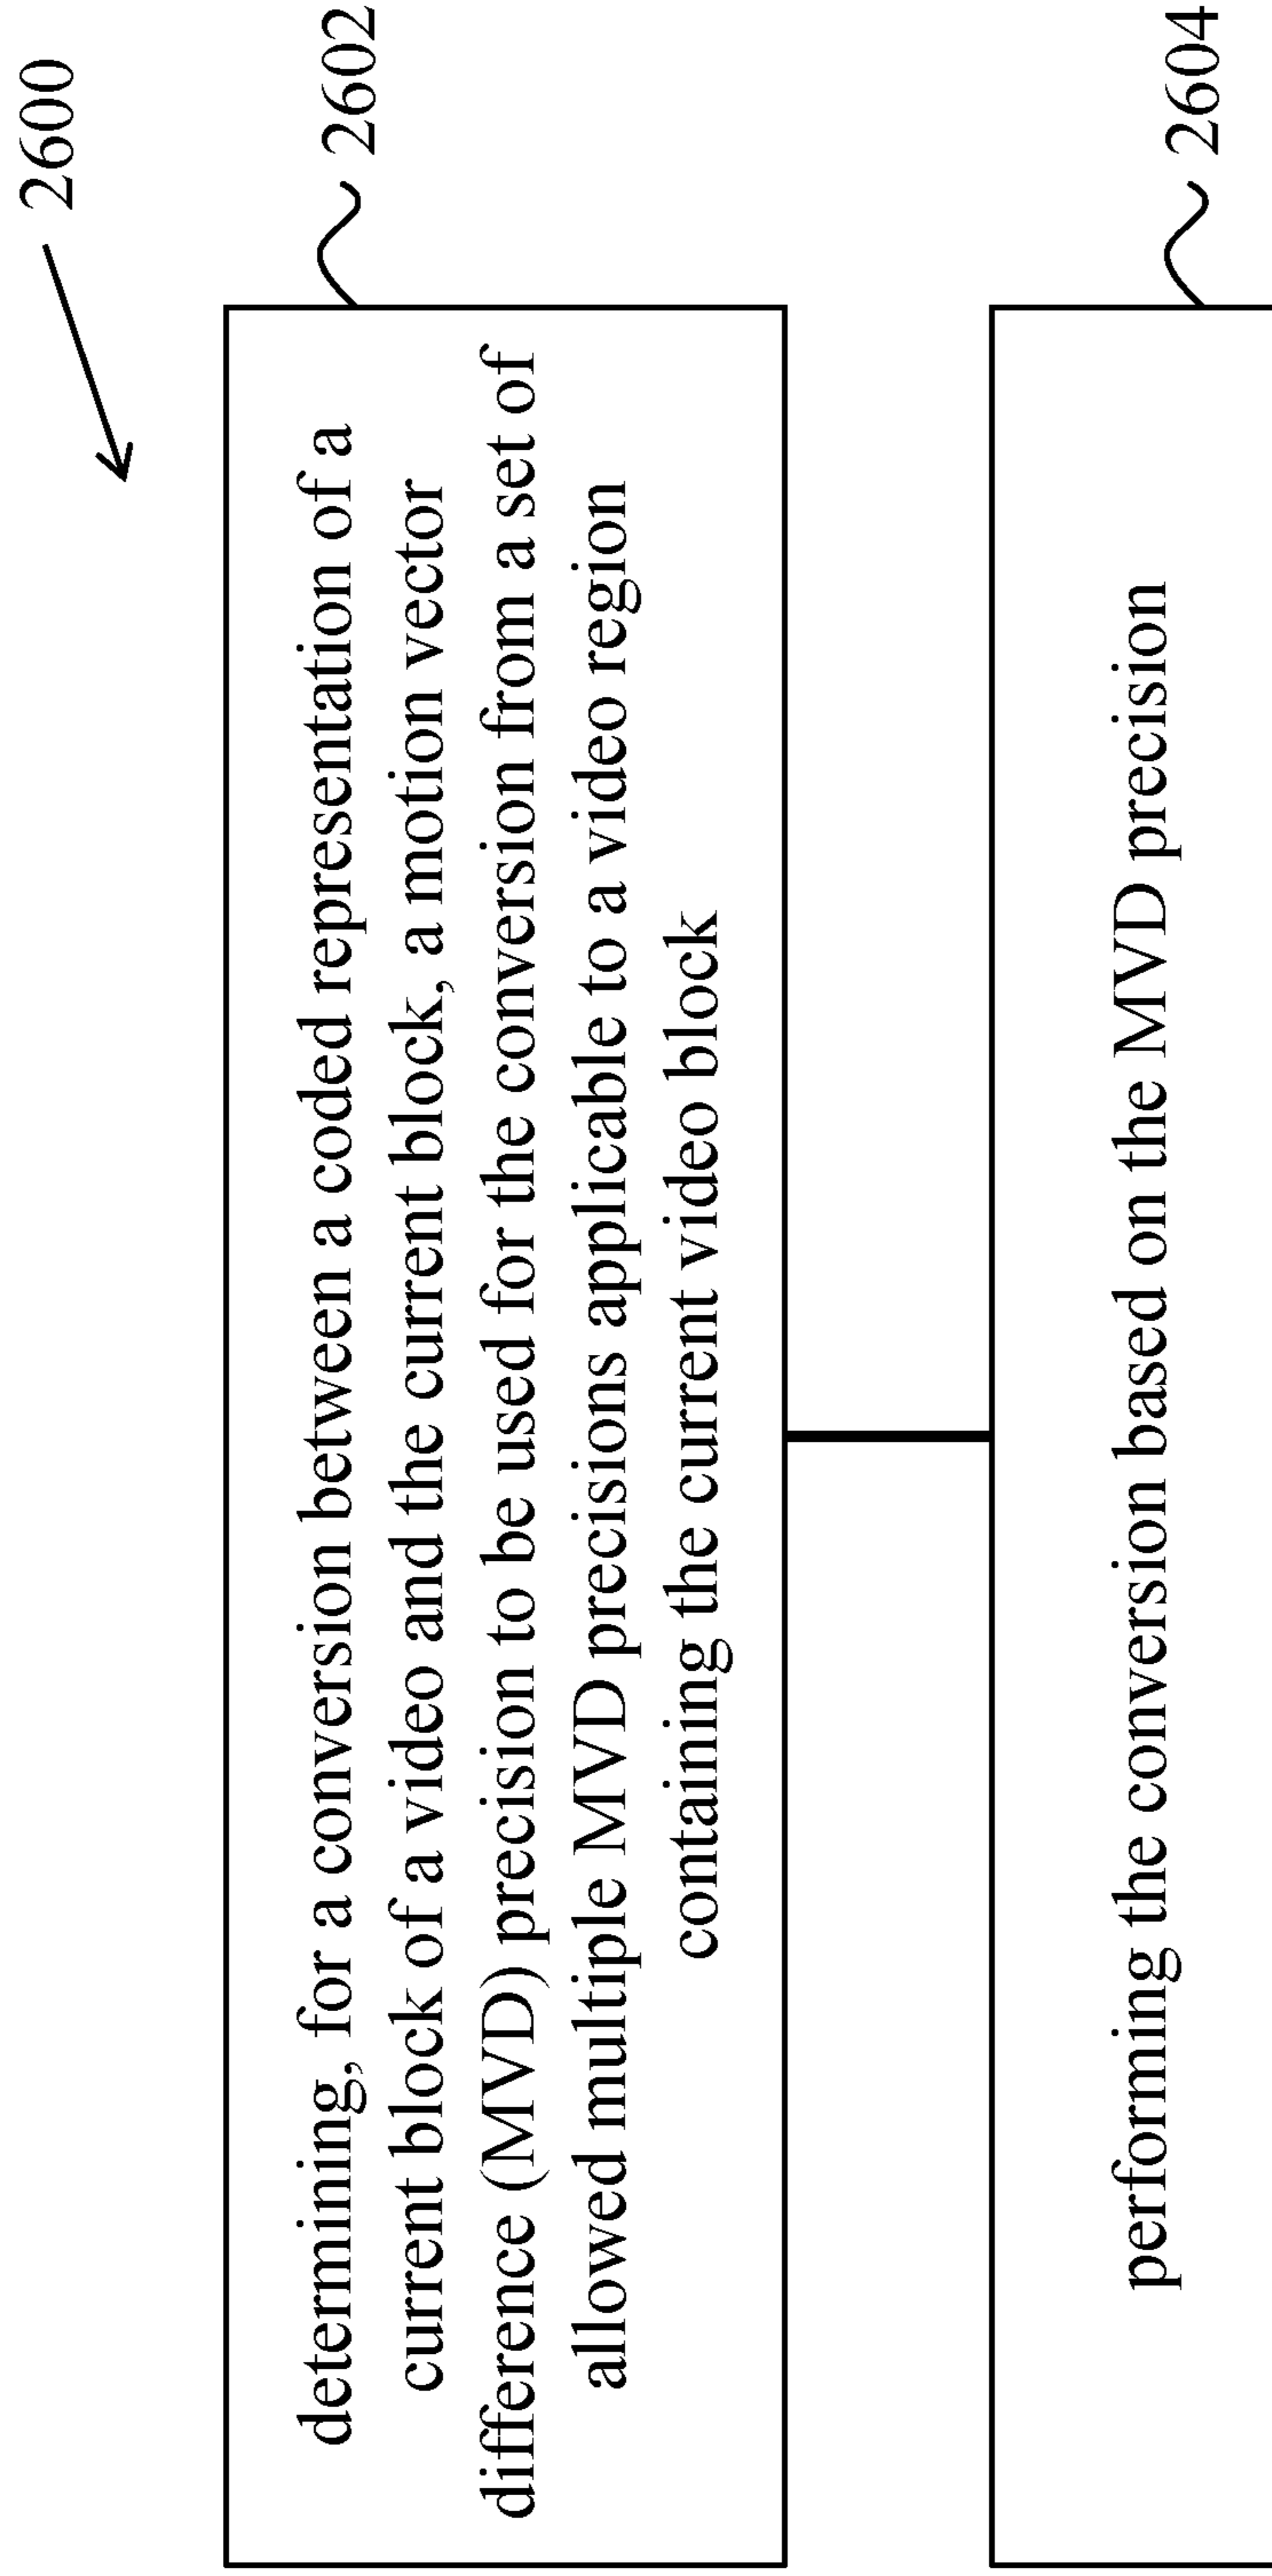 2600
determining, for a conversion between a coded representation of a
current block of a video and the current block, a motion vector
difference (MVD) precision to be used for the conversion from a set of
allowed multiple MVD precisions applicable to a video region
containing the current video block
2602
performing the conversion based on the MVD precision
2604